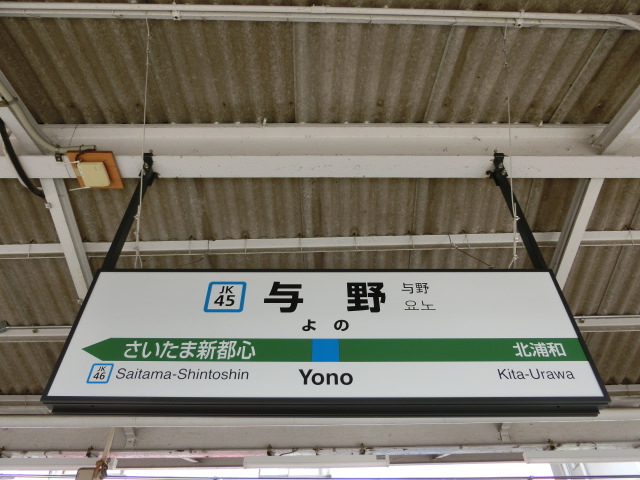 JK
45
与野
与野
요노
よの
さいたま新都心
北浦和
JK
46
Saitama-Shintoshin
Yono
Kita-Urawa